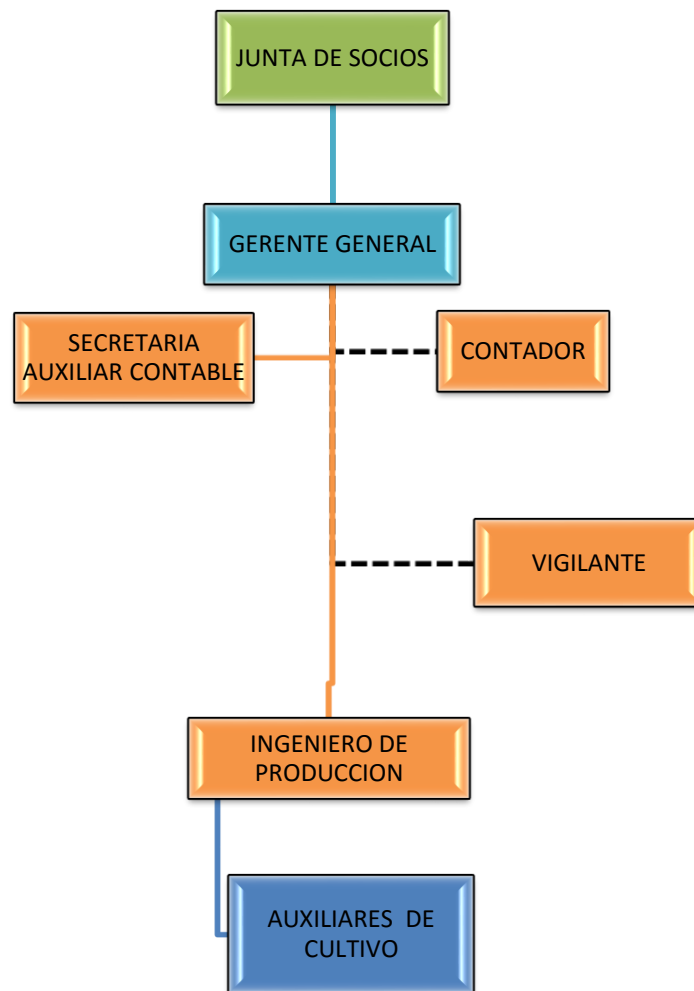 JUNTA DE SOCIOS
GERENTE GENERAL
SECRETARIA
AUXILIAR CONTABLE
CONTADOR
VIGILANTE
INGENIERO DE
PRODUCCION
AUXILIARES DE
CULTIVO